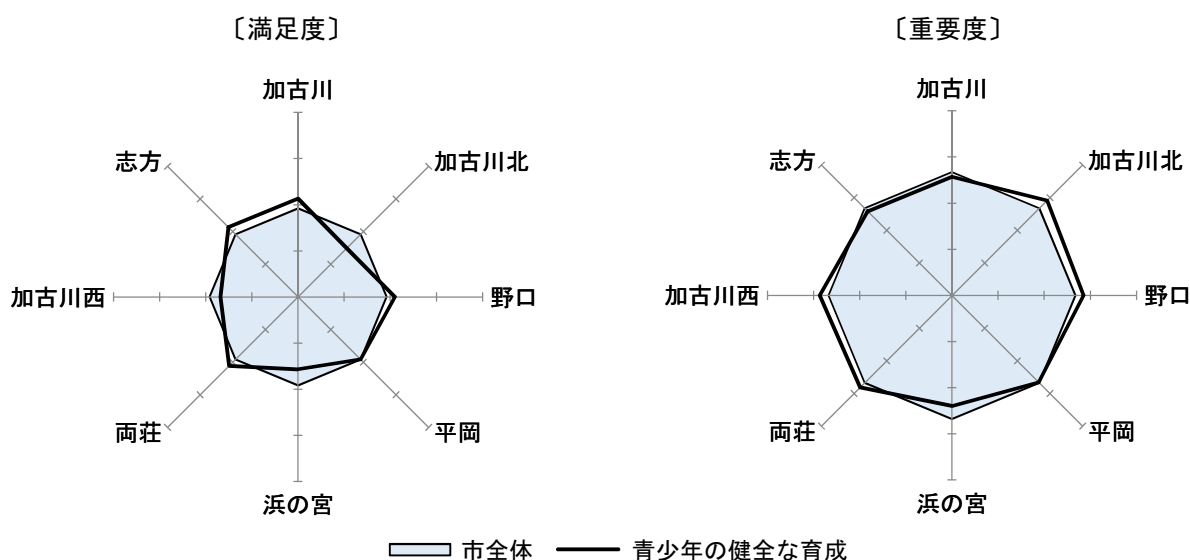 〔満足度〕
加古川
加古川北
野口
平岡
浜の宮
両荘
加古川西
志方
〔重要度〕
加古川
加古川北
野口
平岡
浜の宮
両荘
加古川西
志方
市全体
青少年の健全な育成